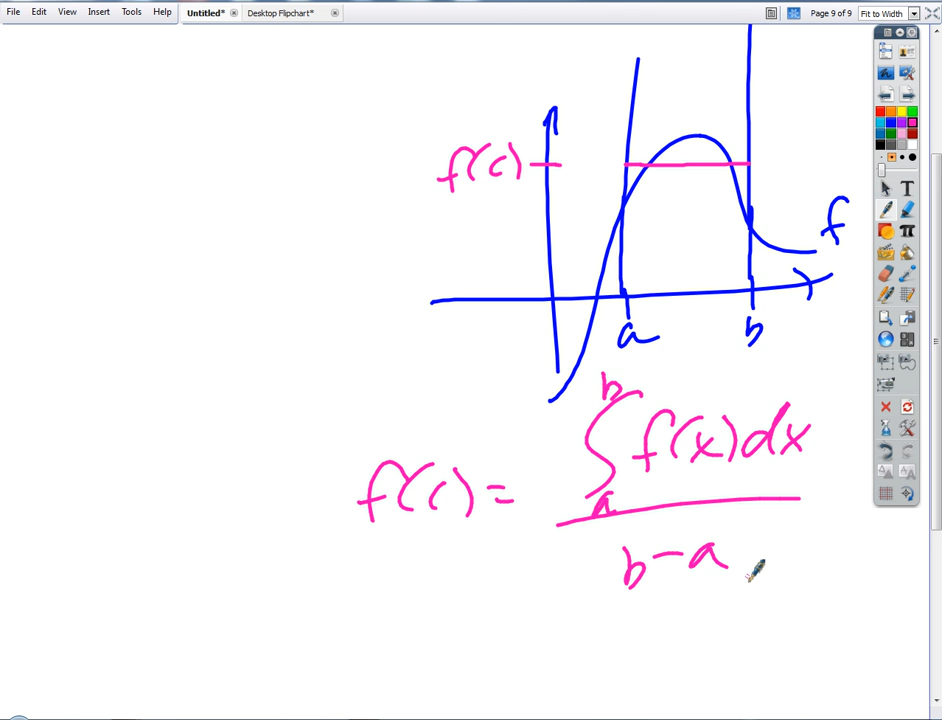 File Edit View Insert Tools Help Untitled* Desktop Flipchart* Page 9 of 9 Fit to Width
f(c)
f
a b
f(c) = ∫_a^b f(x)dx
b-a